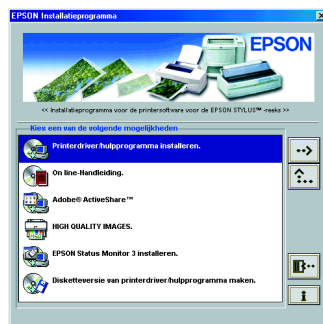 EPSON Installatieprogramma
EPSON
<< Installatieprogramma voor de printersoftware voor de EPSON STYLUS™ -reeks >>
Kies een van de volgende mogelijkheden
Printerdriver/hulpprogramma installeren.
On line-Handleiding.
Adobe® ActiveShare™
HIGH QUALITY IMAGES.
EPSON Status Monitor 3 installeren.
Disketteversie van printerdriver/hulpprogramma maken.